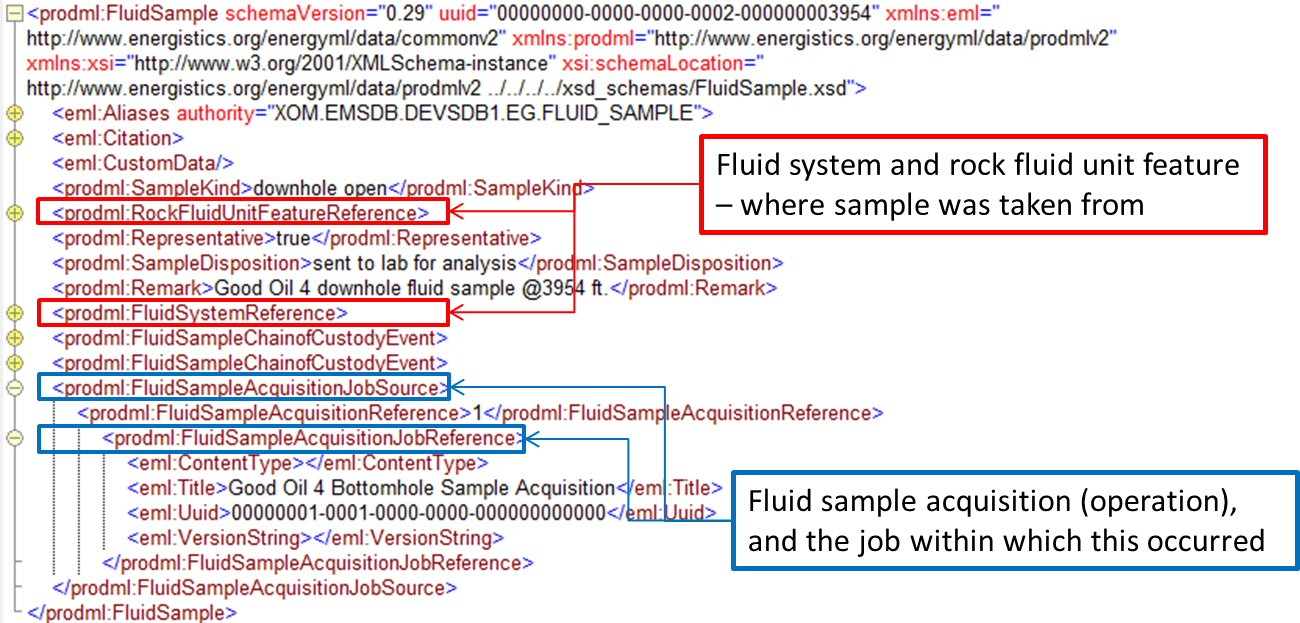 <prodml:FluidSample schemaVersion="0.29" uuid="00000000-0000-0000-0002-000000003954" xmlns:eml="
http://www.energistics.org/energyml/data/commonv2" xmlns:prodml="http://www.energistics.org/energyml/data/prodmlv2"
xmlns:xsi="http://www.w3.org/2001/XMLSchema-instance" xsi:schemaLocation="
http://www.energistics.org/energyml/data/prodmlv2 ../../../../xsd_schemas/FluidSample.xsd">
<eml:Aliases authority="XOM.EMSDB.DEVSDB1.EG.FLUID_SAMPLE">
<eml:Citation>
<eml:CustomData/>
<prodml:SampleKind>downhole open</prodml:SampleKind>
<prodml:RockFluidUnitFeatureReference>
<prodml:Representative>true</prodml:Representative>
<prodml:SampleDisposition>sent to lab for analysis</prodml:SampleDisposition>
<prodml:Remark>Good Oil 4 downhole fluid sample @3954 ft.</prodml:Remark>
<prodml:FluidSystemReference>
<prodml:FluidSampleChainofCustodyEvent>
<prodml:FluidSampleChainofCustodyEvent>
<prodml:FluidSampleAcquisitionJobSource>
<prodml:FluidSampleAcquisitionReference>1</prodml:FluidSampleAcquisitionReference>
<prodml:FluidSampleAcquisitionJobReference>
<eml:ContentType></eml:ContentType>
<eml:Title>Good Oil 4 Bottomhole Sample Acquisition</eml:Title>
<eml:Uuid>00000001-0001-0000-0000-000000000000</eml:Uuid>
<eml:VersionString></eml:VersionString>
</prodml:FluidSampleAcquisitionJobReference>
</prodml:FluidSampleAcquisitionJobSource>
</prodml:FluidSample>
Fluid system and rock fluid unit feature
– where sample was taken from
Fluid sample acquisition (operation),
and the job within which this occurred